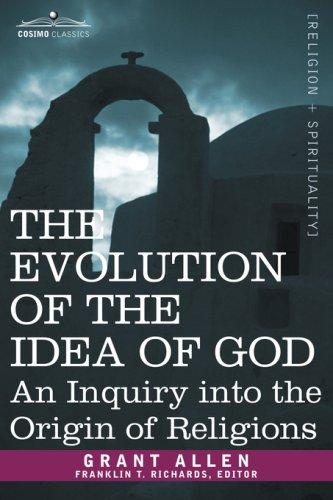 COSIMO CLASSICS
[RELIGION + SPIRITUALITY]
THE
EVOLUTION
OF THE
IDEA OF GOD
An Inquiry into the
Origin of Religions
GRANT ALLEN
FRANKLIN T. RICHARDS, EDITOR